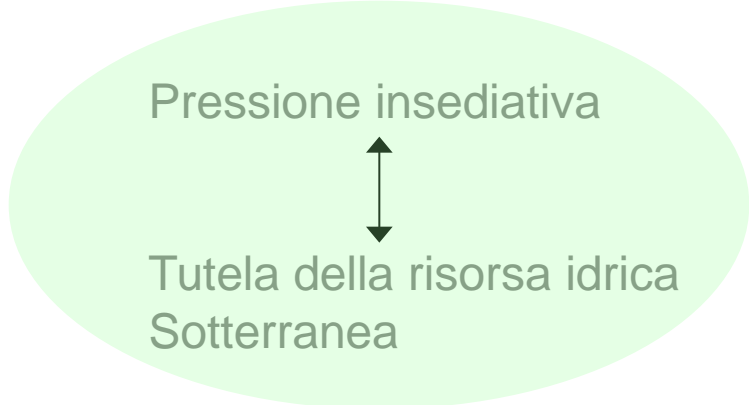 Pressione insediativa
Tutela della risorsa idrica
Sotterranea